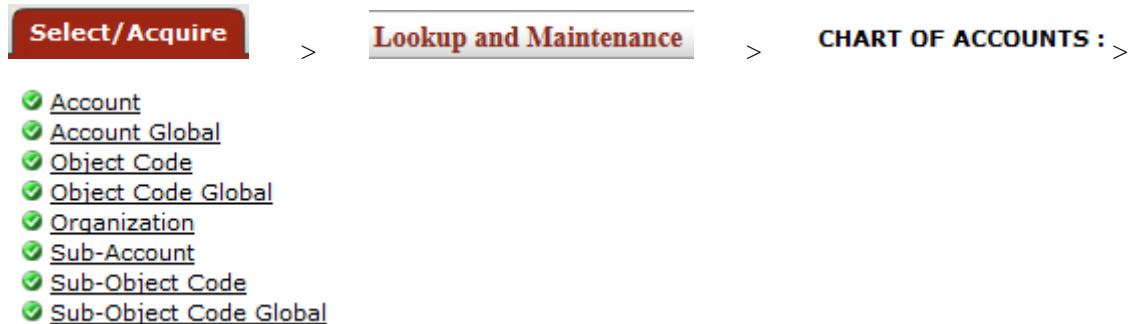 Select/Acquire > Lookup and Maintenance > CHART OF ACCOUNTS : >
Account
Account Global
Object Code
Object Code Global
Organization
Sub-Account
Sub-Object Code
Sub-Object Code Global